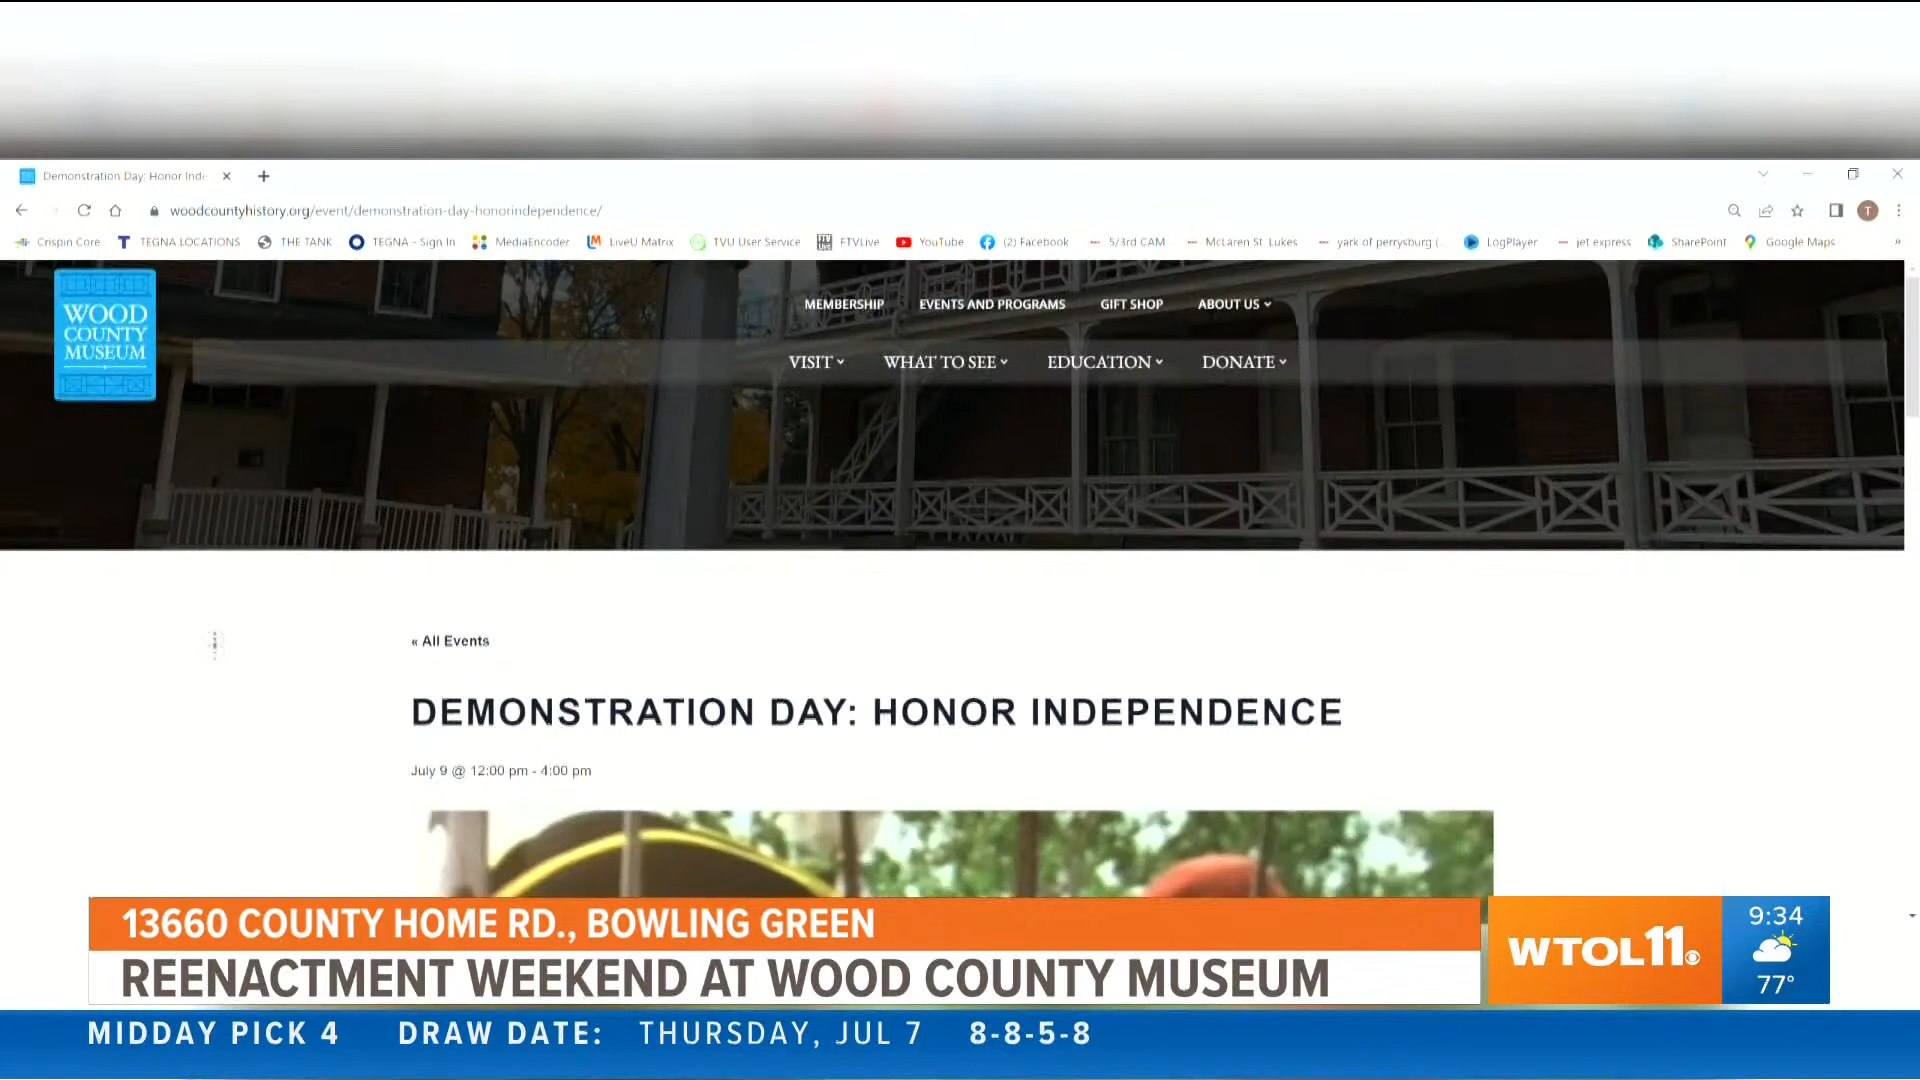 Demonstration Day: Honor Inde
woodcountyhistory.org/event/demonstration-day-honorindependence/
T
Crispin Core TEGNA LOCATIONS THE TANK TEGNA - Sign In MediaEncoder LiveU Matrix TVU User Service FTVLive YouTube (2) Facebook 5/3rd CAM McLaren St. Lukes yark of perrysburg (... LogPlayer jet express SharePoint Google Maps »
WOOD
COUNTY
MUSEUM
MEMBERSHIP EVENTS AND PROGRAMS GIFT SHOP ABOUT US
VISIT WHAT TO SEE EDUCATION DONATE
« All Events
DEMONSTRATION DAY: HONOR INDEPENDENCE
July 9 @ 12:00 pm - 4:00 pm
13660 COUNTY HOME RD., BOWLING GREEN
REENACTMENT WEEKEND AT WOOD COUNTY MUSEUM
WTOL11
9:34
77°
MIDDAY PICK 4 DRAW DATE: THURSDAY, JUL 7 8-8-5-8